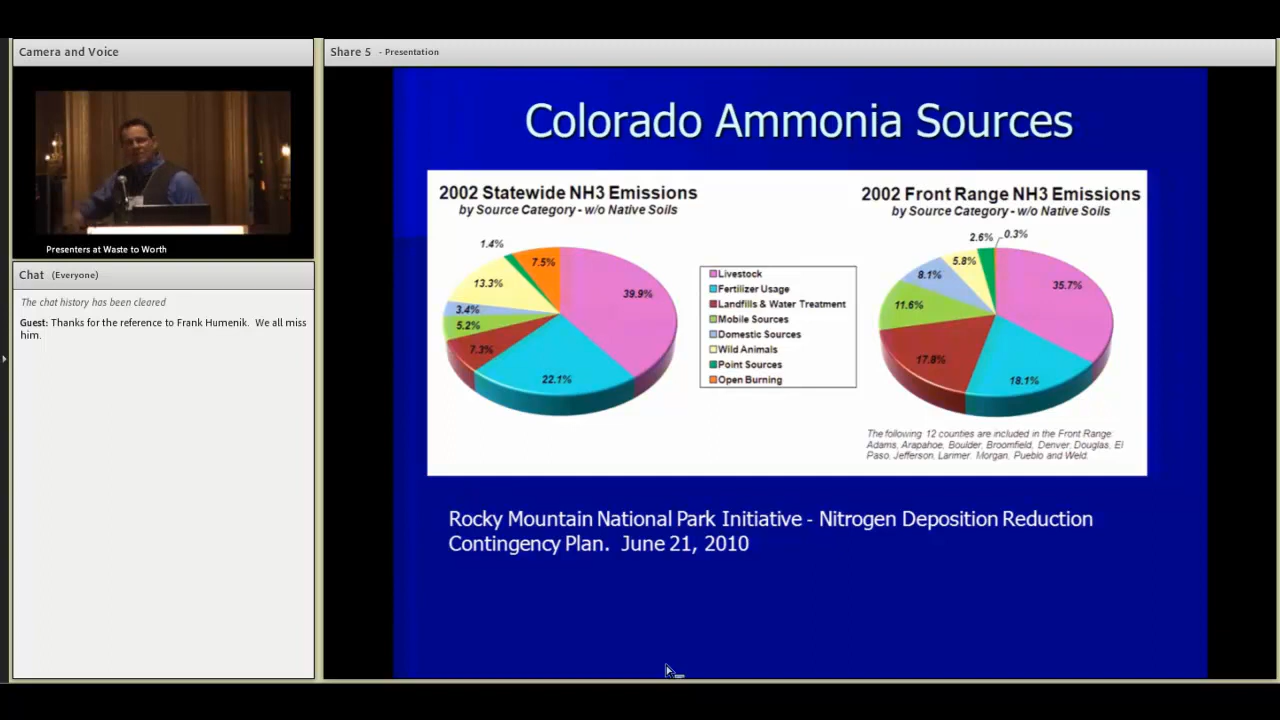 Camera and Voice
Presenters at Waste to Worth
Chat (Everyone)
The chat history has been cleared
Guest: Thanks for the reference to Frank Humenik. We all miss
him.
Share 5 - Presentation
Colorado Ammonia Sources
2002 Statewide NH3 Emissions
by Source Category - w/o Native Soils
1.4%
7.5%
13.3%
39.9%
3.4%
5.2%
7.3%
22.1%
Livestock
Fertilizer Usage
Landfills & Water Treatment
Mobile Sources
Domestic Sources
Wild Animals
Point Sources
Open Burning
2002 Front Range NH3 Emissions
by Source Category - w/o Native Soils
2.6%
0.3%
5.8%
8.1%
35.7%
11.6%
17.8%
18.1%
The following 12 counties are included in the Front Range:
Adams, Arapahoe, Boulder, Broomfield, Denver, Douglas, El
Paso, Jefferson, Larimer, Morgan, Pueblo and Weld.
Rocky Mountain National Park Initiative - Nitrogen Deposition Reduction
Contingency Plan. June 21, 2010